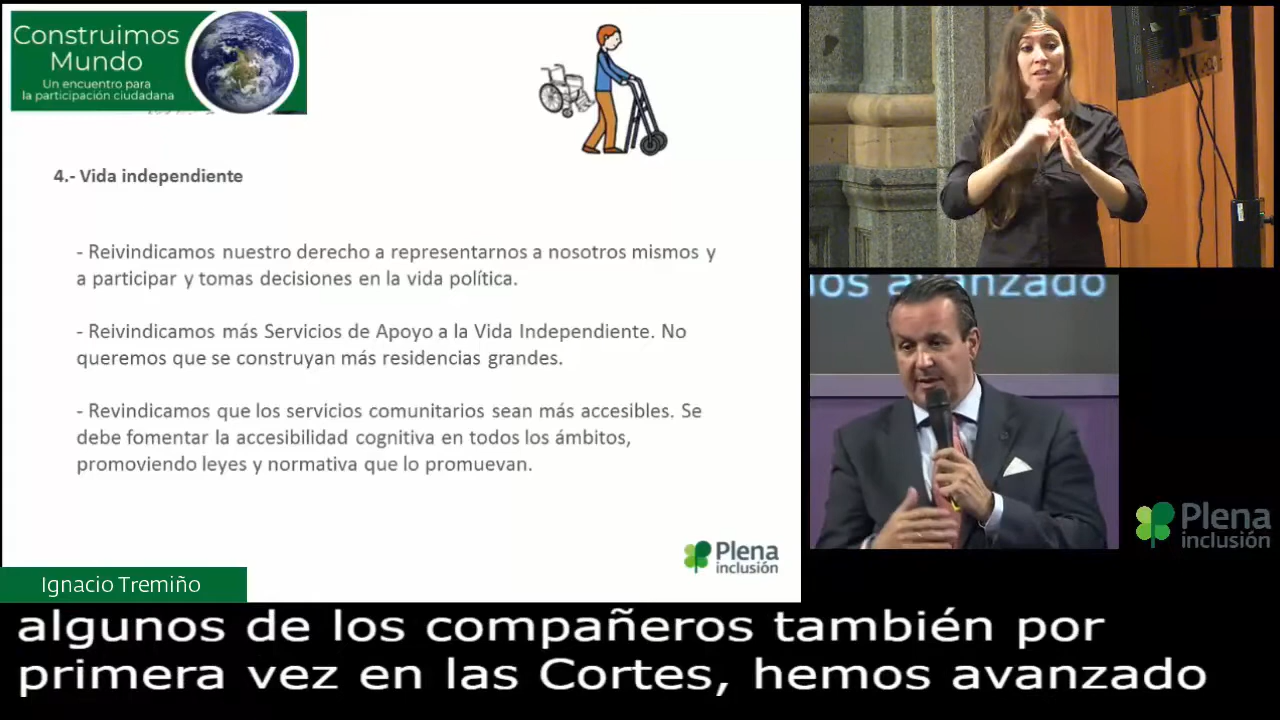 Construimos
Mundo
Un encuentro para
la participación ciudadana
4.- Vida independiente
- Reivindicamos nuestro derecho a representarnos a nosotros mismos y
a participar y tomas decisiones en la vida política.
- Reivindicamos más Servicios de Apoyo a la Vida Independiente. No
queremos que se construyan más residencias grandes.
- Revindicamos que los servicios comunitarios sean más accesibles. Se
debe fomentar la accesibilidad cognitiva en todos los ámbitos,
promoviendo leyes y normativa que lo promuevan.
Plena
inclusión
mos avanzado
Plena
inclusión
Ignacio Tremiño
algunos de los compañeros también por
primera vez en las Cortes, hemos avanzado